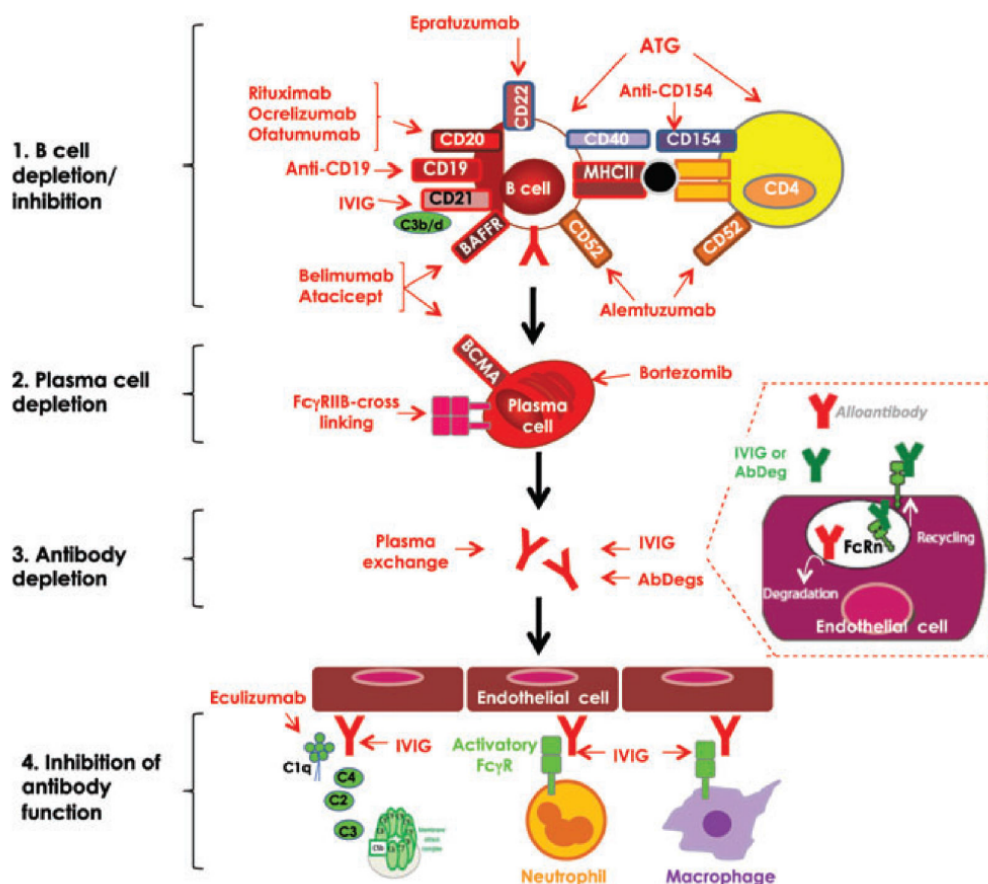 Epratuzumab
ATG
Anti-CD154
CD22
Rituximab
Ocrelizumab
Ofatumumab
CD20
CD40
CD154
1. B cell
depletion/
inhibition
Anti-CD19
CD19
MHCII
B cell
CD4
IVIG
CD21
C3b/d
BAFFR
CD52
CD52
Belimumab
Atacicept
Alemtuzumab
2. Plasma cell
depletion
BCMA
Bortezomib
Plasma
cell
FcγRIIB-cross
linking
Alloantibody
IVIG or
AbDeg
FcRn
Recycling
Degradation
Endothelial cell
3. Antibody
depletion
Plasma
exchange
IVIG
AbDegs
Endothelial cell
Eculizumab
4. Inhibition of
antibody
function
C1q
IVIG
Activatory
FcγR
IVIG
C4
C2
C3
C5b
Neutrophil
Macrophage